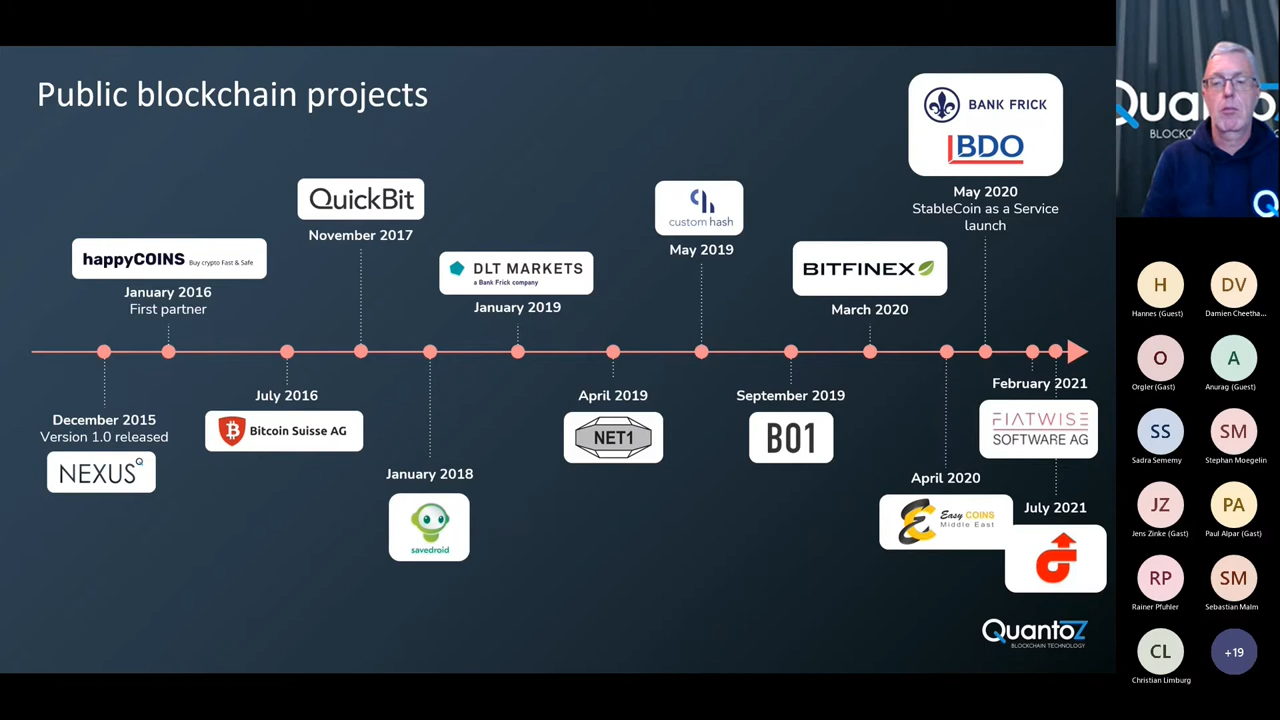 Public blockchain projects
BANK FRICK
BDO
May 2020
StableCoin as a Service
launch
QuickBit
November 2017
custom hash
May 2019
happyCOINS Buy crypto Fast & Safe
January 2016
First partner
DLT MARKETS
a Bank Frick company
January 2019
BITFINEX
March 2020
December 2015
Version 1.0 released
NEXUS
July 2016
Bitcoin Suisse AG
January 2018
savedroid
April 2019
NET1
September 2019
B01
April 2020
Easy COINS
Middle East
February 2021
FIATWISE
SOFTWARE AG
July 2021
QuantoZ
BLOCKCHAIN TECHNOLOGY
H
Hannes (Guest)
DV
Damien Cheetha...
O
Orgler (Gast)
A
Anurag (Guest)
SS
Sadra Sememy
SM
Stephan Moegelin
JZ
Jens Zinke (Gast)
PA
Paul Alpar (Gast)
RP
Rainer Pfuhler
SM
Sebastian Malm
CL
Christian Limburg
+19